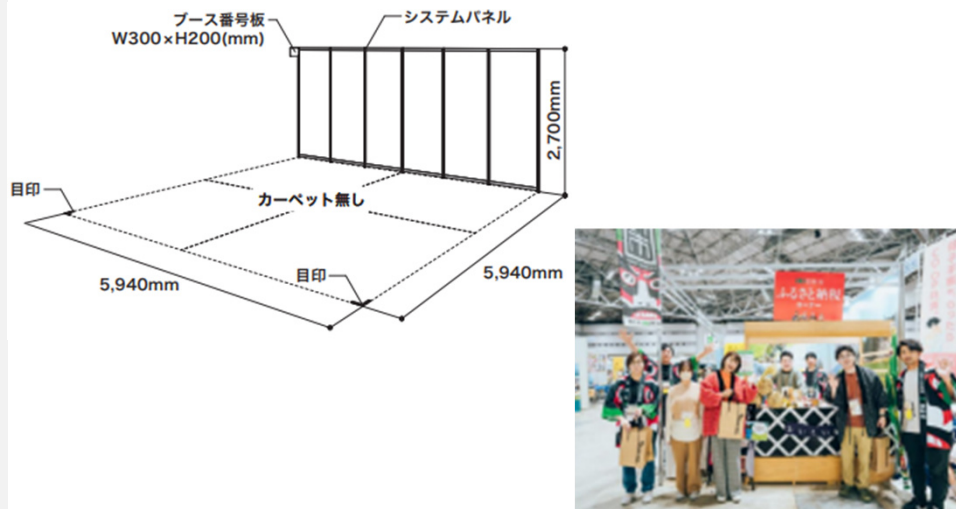 ブース番号板
W300×H200(mm)
システムパネル
2,700mm
目印
カーペット無し
5,940mm
目印
5,940mm
ふるさと納税